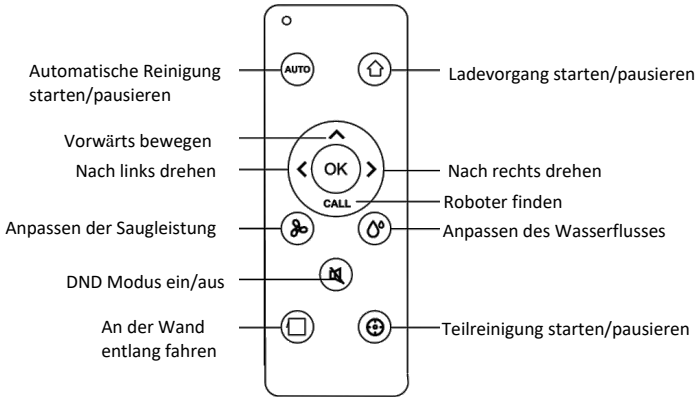 AUTO
Automatische Reinigung
starten/pausieren
Ladevorgang starten/pausieren
Vorwärts bewegen
Nach links drehen
OK
Nach rechts drehen
CALL
Roboter finden
Anpassen der Saugleistung
Anpassen des Wasserflusses
DND Modus ein/aus
An der Wand
entlang fahren
Teilreinigung starten/pausieren